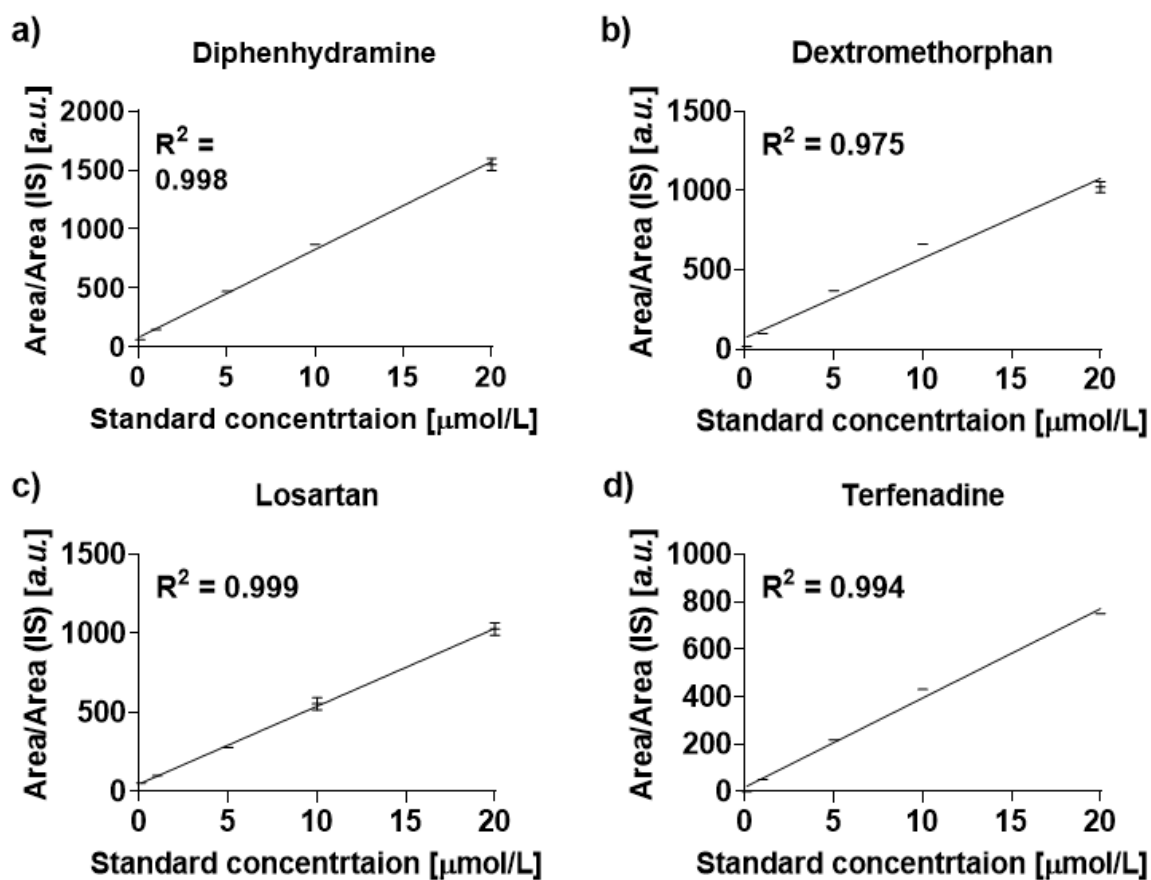 a)
Diphenhydramine
Area/Area (IS) [a.u.]
2000
1500
1000
500
0
R² =
0.998
0 5 10 15 20
Standard concentrtaion [μmol/L]
b)
Dextromethorphan
Area/Area (IS) [a.u.]
1500
1000
500
0
R² = 0.975
0 5 10 15 20
Standard concentrtaion [μmol/L]
c)
Losartan
Area/Area (IS) [a.u.]
1500
1000
500
0
R² = 0.999
0 5 10 15 20
Standard concentrtaion [μmol/L]
d)
Terfenadine
Area/Area (IS) [a.u.]
1000
800
600
400
200
0
R² = 0.994
0 5 10 15 20
Standard concentrtaion [μmol/L]